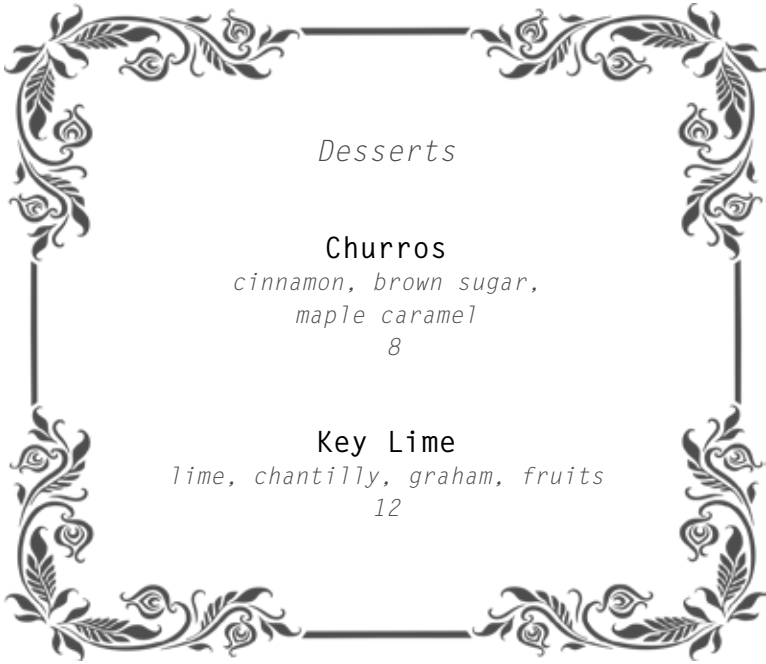 Desserts
Churros
cinnamon, brown sugar,
maple caramel
8
Key Lime
lime, chantilly, graham, fruits
12